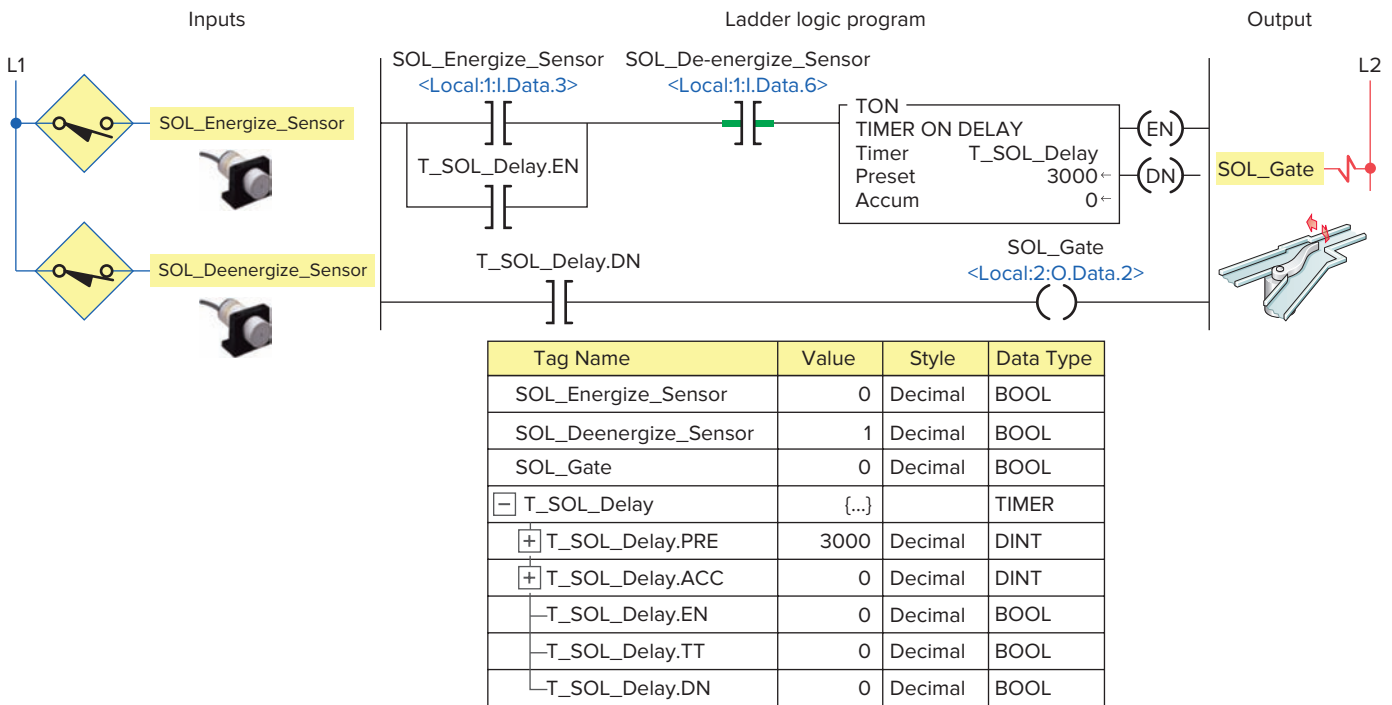 Inputs
Ladder logic program
Output
L1
L2
SOL_Energize_Sensor
<Local:1:I.Data.3>
SOL_De-energize_Sensor
<Local:1:I.Data.6>
SOL_Energize_Sensor
T_SOL_Delay.EN
TON
TIMER ON DELAY
Timer T_SOL_Delay
Preset 3000←
Accum 0←
EN
DN
SOL_Gate
SOL_Deenergize_Sensor
T_SOL_Delay.DN
SOL_Gate
<Local:2:O.Data.2>
Tag Name Value Style Data Type
SOL_Energize_Sensor 0 Decimal BOOL
SOL_Deenergize_Sensor 1 Decimal BOOL
SOL_Gate 0 Decimal BOOL
T_SOL_Delay {...} TIMER
T_SOL_Delay.PRE 3000 Decimal DINT
T_SOL_Delay.ACC 0 Decimal DINT
T_SOL_Delay.EN 0 Decimal BOOL
T_SOL_Delay.TT 0 Decimal BOOL
T_SOL_Delay.DN 0 Decimal BOOL